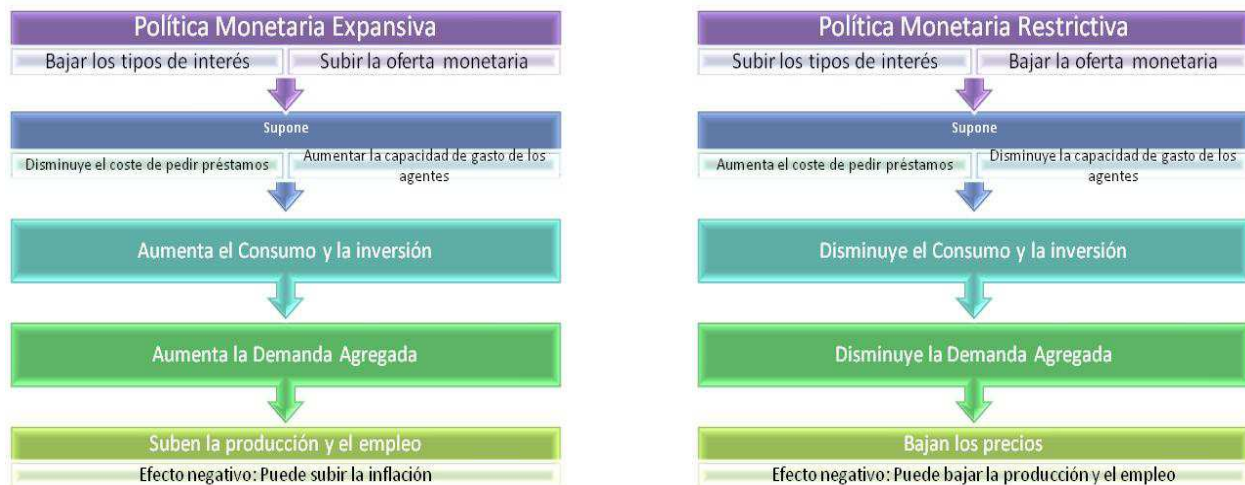 Política Monetaria Expansiva
Bajar los tipos de interés
Subir la oferta monetaria
Supone
Disminuye el coste de pedir préstamos
Aumentar la capacidad de gasto de los
agentes
Aumenta el Consumo y la inversión
Aumenta la Demanda Agregada
Suben la producción y el empleo
Efecto negativo: Puede subir la inflación
Política Monetaria Restrictiva
Subir los tipos de interés
Bajar la oferta monetaria
Supone
Aumenta el coste de pedir préstamos
Disminuye la capacidad de gasto de los
agentes
Disminuye el Consumo y la inversión
Disminuye la Demanda Agregada
Bajan los precios
Efecto negativo: Puede bajar la producción y el empleo